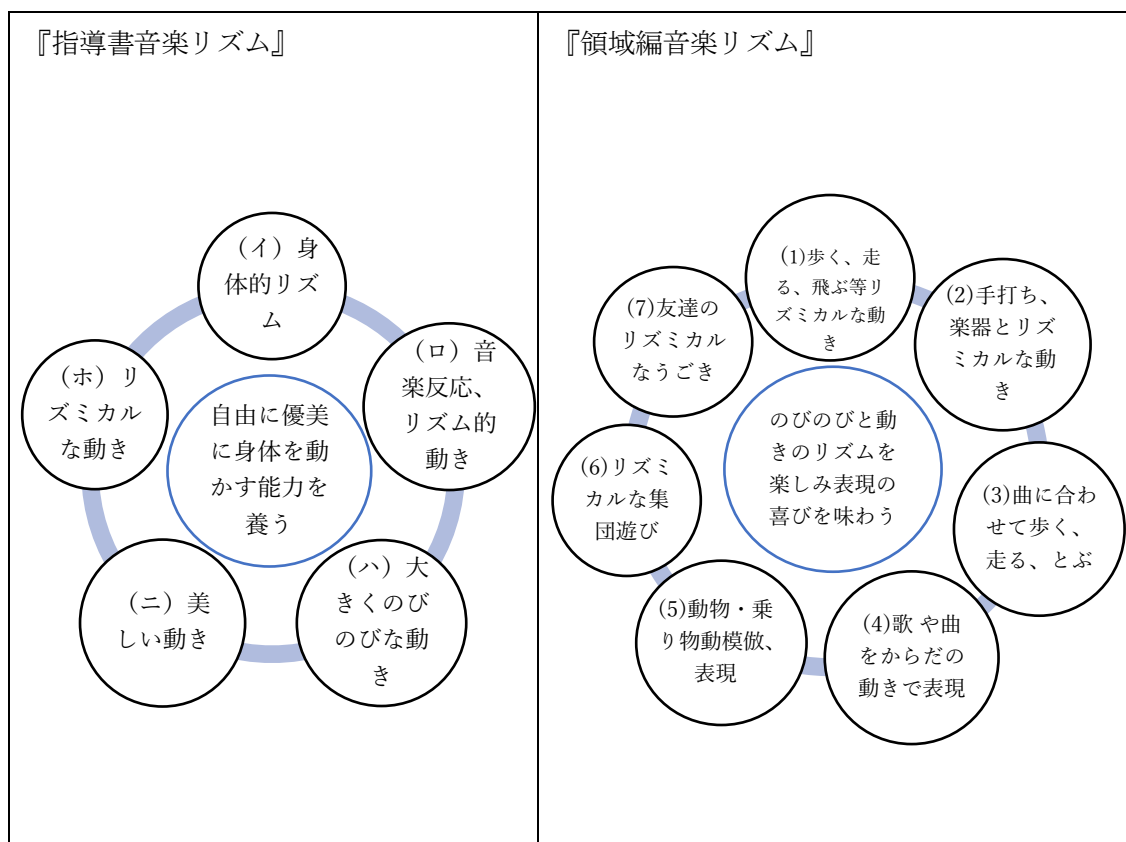 『指導書音楽リズム』
（イ）身
体的リズ
ム
（ロ）音
楽反応、
リズム的
動き
（ハ）大
きくのび
のびな動
き
（ニ）美
しい動き
（ホ）リ
ズミカル
な動き
自由に優美
に身体を動
かす能力を
養う
『領域編音楽リズム』
(1)歩く、走
る、飛ぶ等リ
ズミカルな動
き
(2)手打ち、
楽器とリズ
ミカルな動
き
(3)曲に合わ
せて歩く、
走る、とぶ
(4)歌 や曲
をからだの
動きで表現
(5)動物・乗
り物動模倣、
表現
(6)リズミ
カルな集
団遊び
(7)友達の
リズミカル
なうごき
のびのびと動
きのリズムを
楽しみ表現の
喜びを味わう